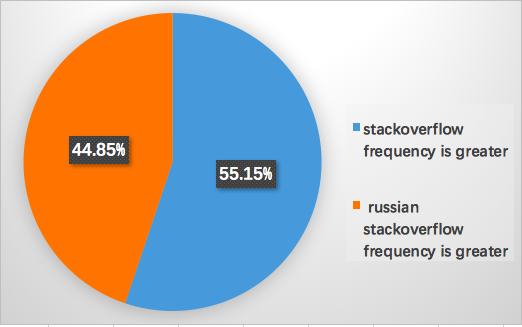 44.85%
55.15%
stackoverflow
frequency is greater
russian
stackoverflow
frequency is greater